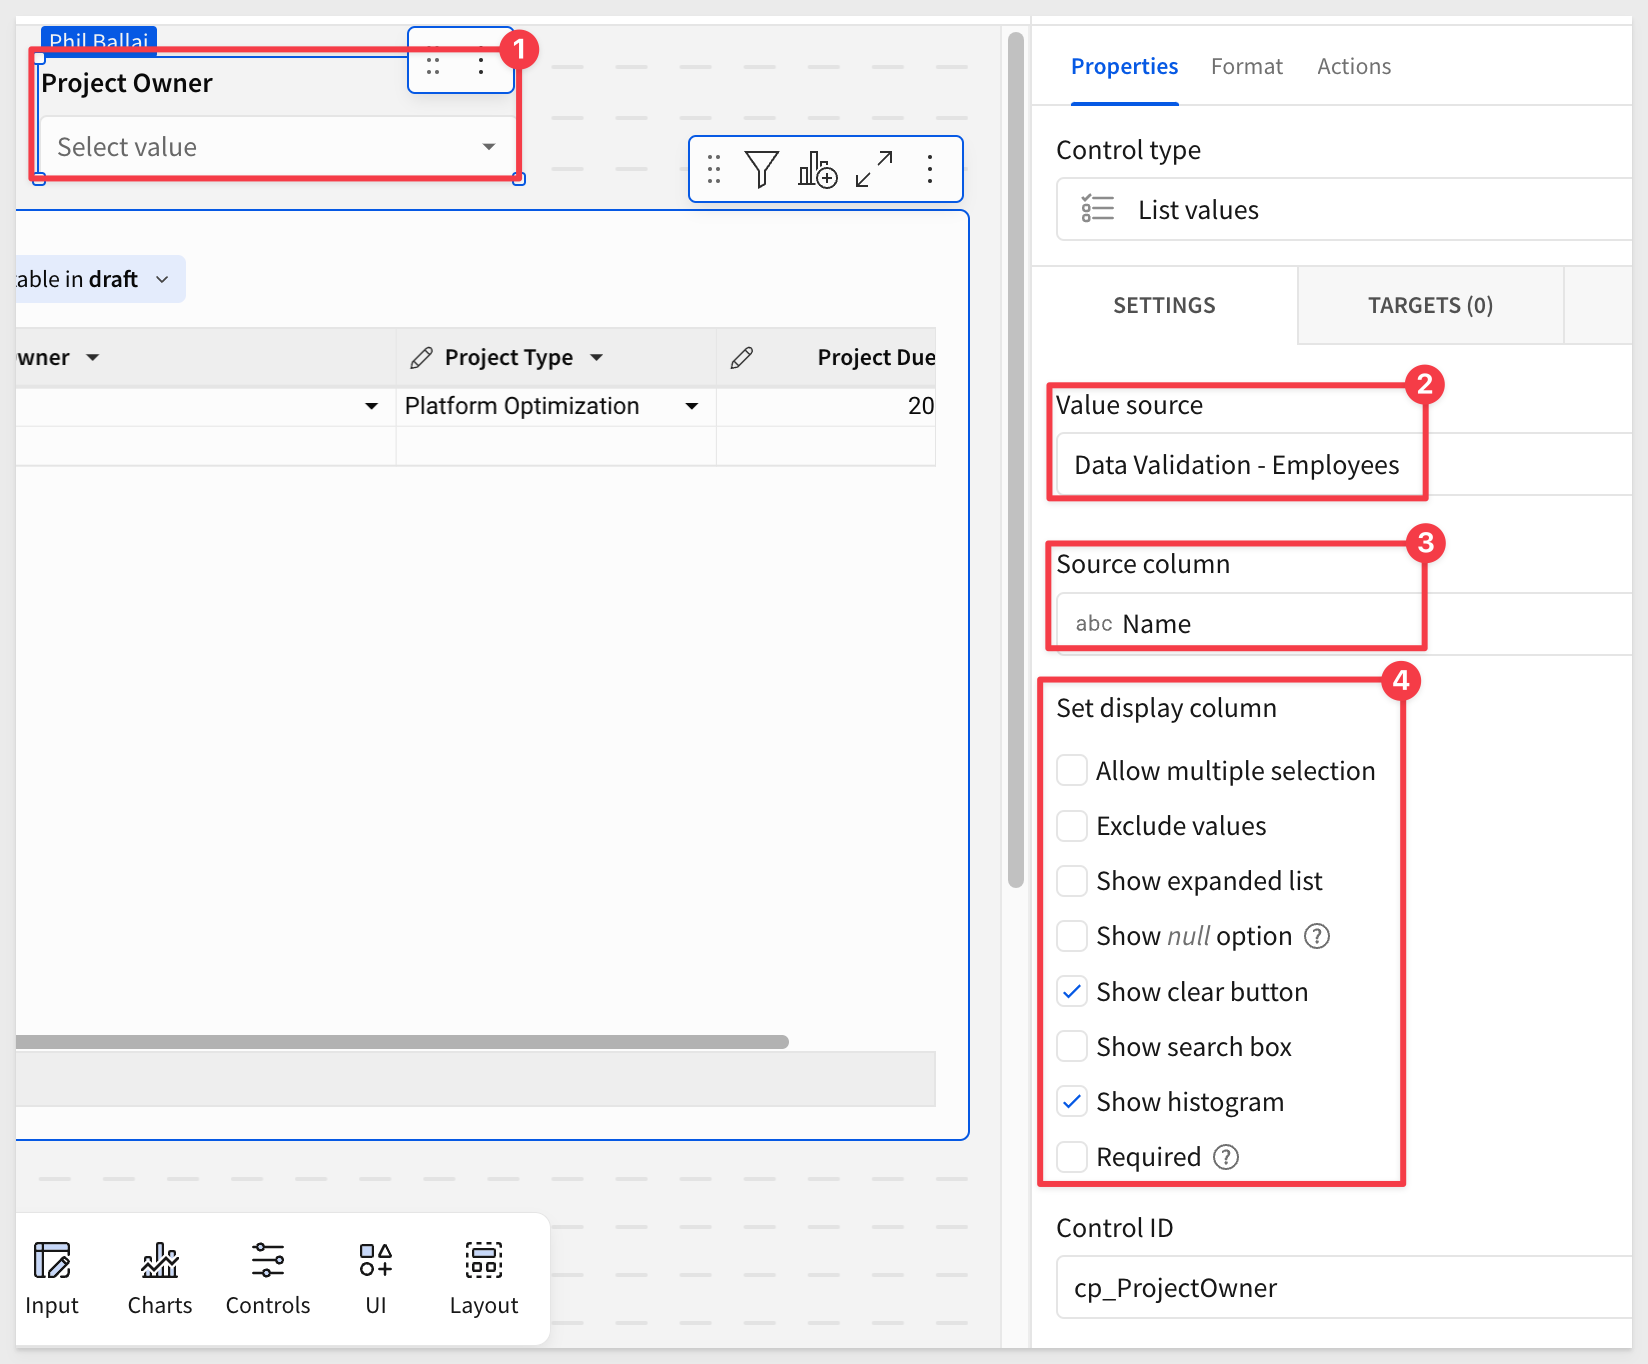 Phil Ballai
1
Project Owner
Select value
able in draft
wner
Project Type
Project Due
Platform Optimization
20
Input
Charts
Controls
UI
Layout
Properties
Format
Actions
Control type
List values
SETTINGS
TARGETS (0)
2
Value source
Data Validation - Employees
3
Source column
abc Name
4
Set display column
Allow multiple selection
Exclude values
Show expanded list
Show null option ?
Show clear button
Show search box
Show histogram
Required ?
Control ID
cp_ProjectOwner